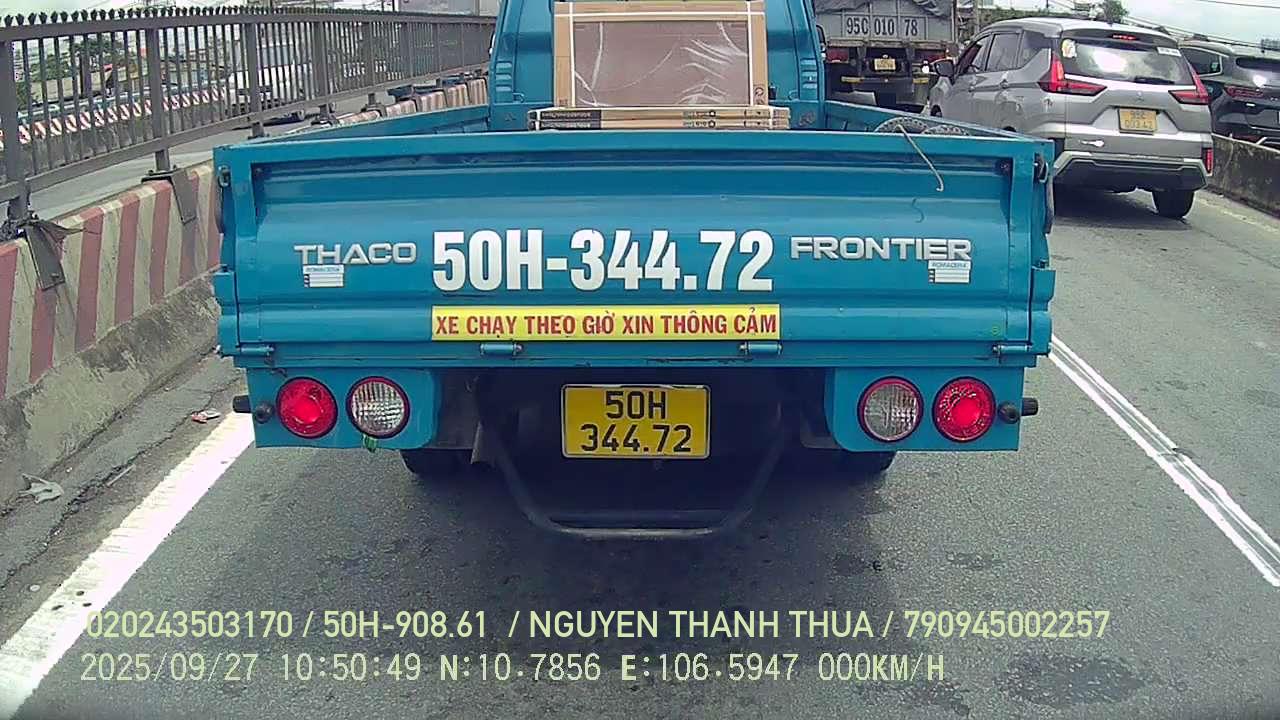 95C 010 78
THACO 50H-344.72 FRONTIER
XE CHẠY THEO GIỜ XIN THÔNG CẢM
50H
344.72
020243503170 / 50H-908.61 / NGUYEN THANH THUA / 790945002257
2025/09/27 10:50:49 N:10.7856 E:106.5947 000KM/H